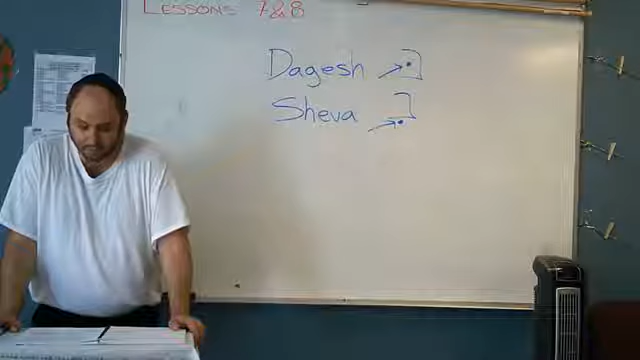 LESSONS 7&8
Dagesh → בּ
Sheva → בְ